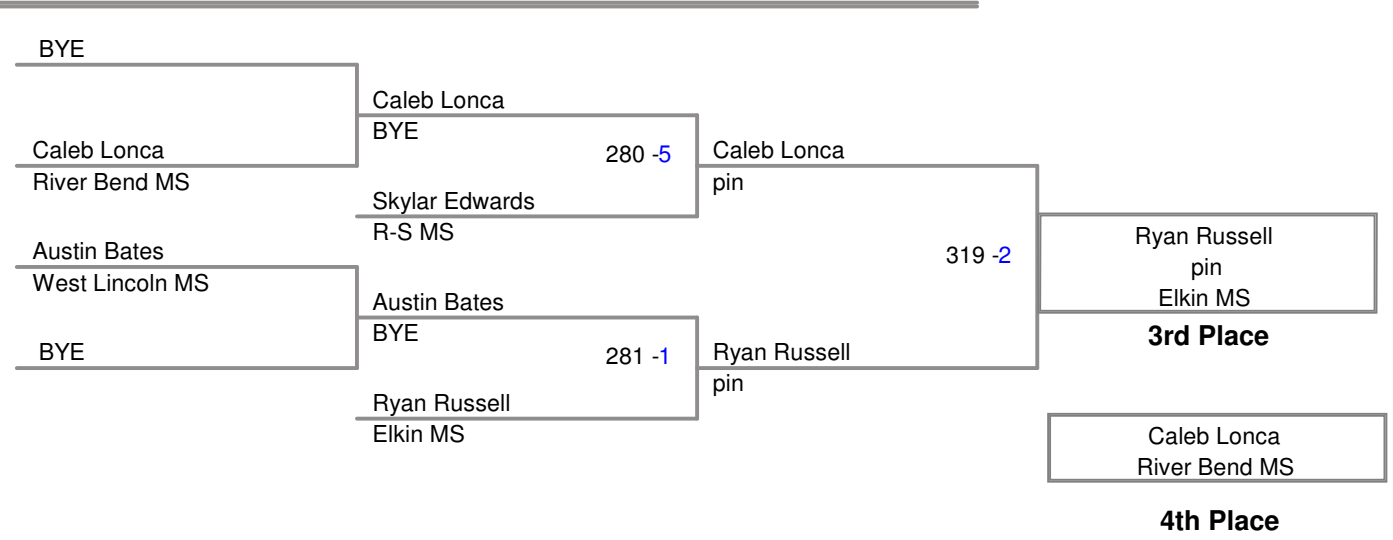 BYE
Caleb Lonca
BYE
Caleb Lonca
River Bend MS
280 -5
Caleb Lonca
pin
Skylar Edwards
R-S MS
Austin Bates
West Lincoln MS
319 -2
Ryan Russell
pin
Elkin MS
3rd Place
Austin Bates
BYE
BYE
281 -1
Ryan Russell
pin
Ryan Russell
Elkin MS
Caleb Lonca
River Bend MS
4th Place